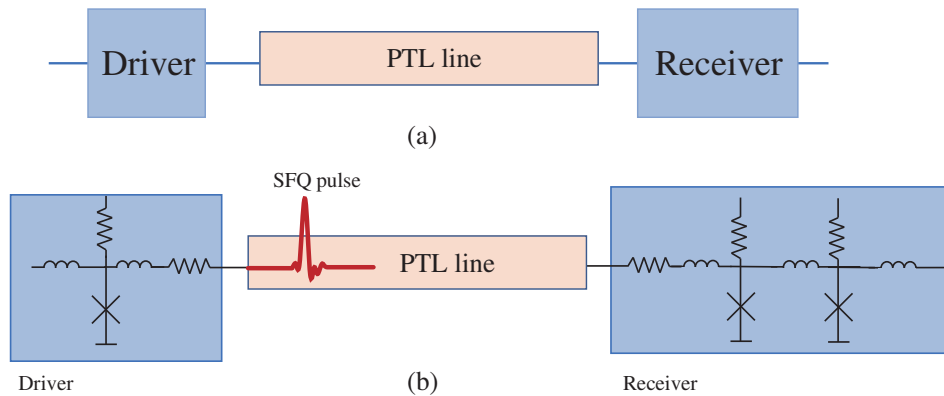 Driver
PTL line
Receiver
(a)
SFQ pulse
PTL line
Driver
(b)
Receiver